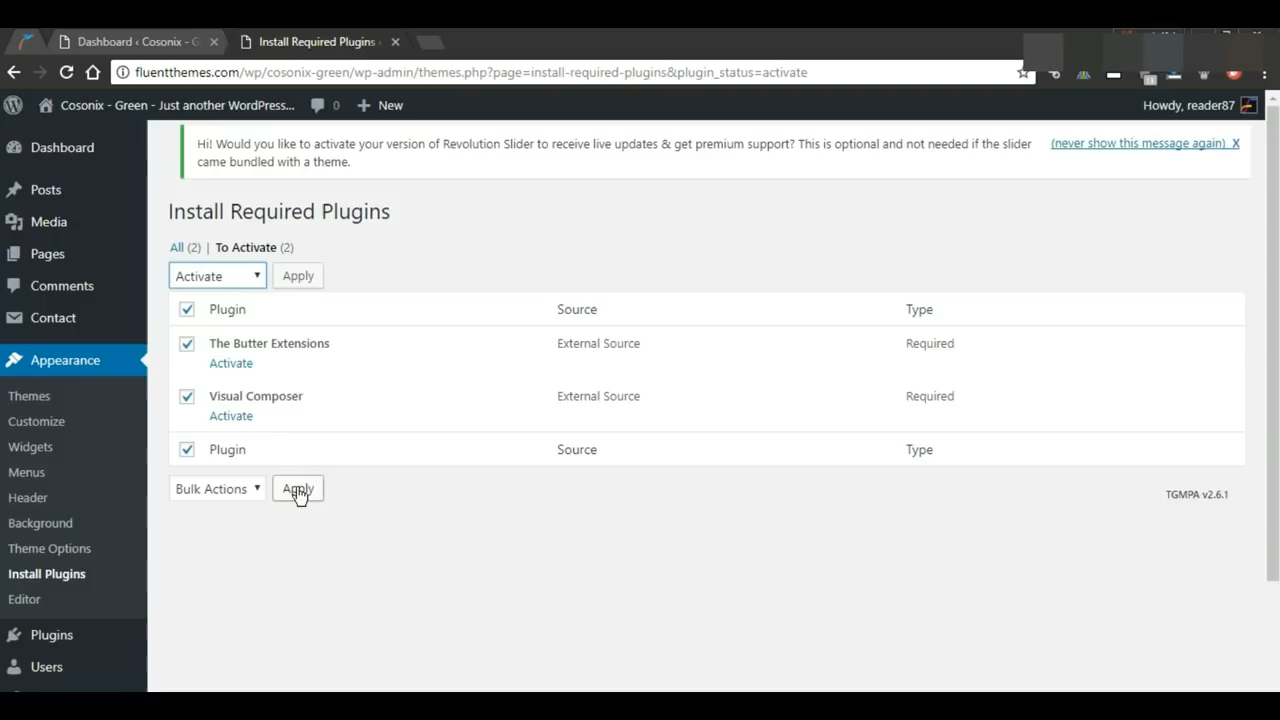 Dashboard ‹ Cosonix - G
Install Required Plugins
fluentthemes.com/wp/cosonix-green/wp-admin/themes.php?page=install-required-plugins&plugin_status=activate
13
Cosonix - Green - Just another WordPress...
0
New
Howdy, reader87
Dashboard
Posts
Media
Pages
Comments
Contact
Appearance
Themes
Customize
Widgets
Menus
Header
Background
Theme Options
Install Plugins
Editor
Plugins
Users
Hi! Would you like to activate your version of Revolution Slider to receive live updates & get premium support? This is optional and not needed if the slider
came bundled with a theme.
(never show this message again) X
Install Required Plugins
All (2) | To Activate (2)
Activate Apply
Plugin Source Type
The Butter Extensions External Source Required
Activate
Visual Composer External Source Required
Activate
Plugin Source Type
Bulk Actions Apply
TGMPA v2.6.1